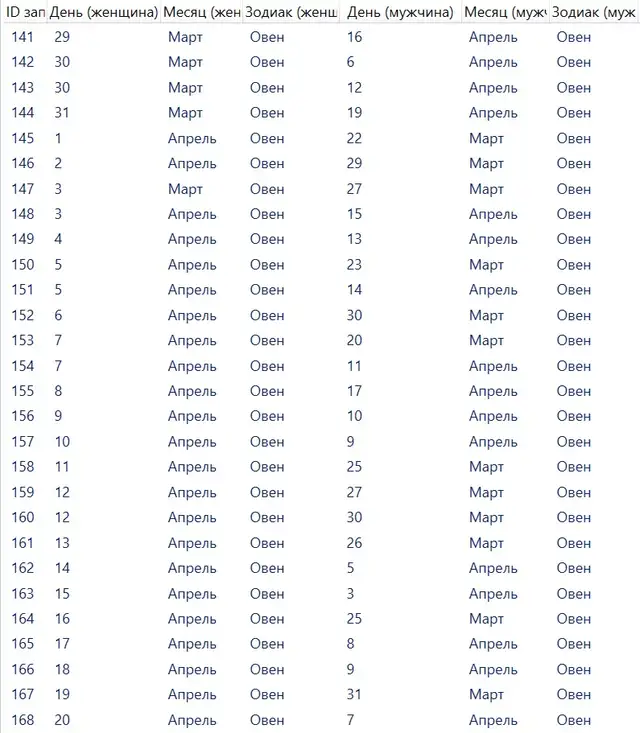 ID зап День (женщина) Месяц (жен Зодиак (женщ День (мужчина) Месяц (мужч Зодиак (муж
141 29 Март Овен 16 Апрель Овен
142 30 Март Овен 6 Апрель Овен
143 30 Март Овен 12 Апрель Овен
144 31 Март Овен 19 Апрель Овен
145 1 Апрель Овен 22 Март Овен
146 2 Апрель Овен 29 Март Овен
147 3 Март Овен 27 Март Овен
148 3 Апрель Овен 15 Апрель Овен
149 4 Апрель Овен 13 Апрель Овен
150 5 Апрель Овен 23 Март Овен
151 5 Апрель Овен 14 Апрель Овен
152 6 Апрель Овен 30 Март Овен
153 7 Апрель Овен 20 Март Овен
154 7 Апрель Овен 11 Апрель Овен
155 8 Апрель Овен 17 Апрель Овен
156 9 Апрель Овен 10 Апрель Овен
157 10 Апрель Овен 9 Апрель Овен
158 11 Апрель Овен 25 Март Овен
159 12 Апрель Овен 27 Март Овен
160 12 Апрель Овен 30 Март Овен
161 13 Апрель Овен 26 Март Овен
162 14 Апрель Овен 5 Апрель Овен
163 15 Апрель Овен 3 Апрель Овен
164 16 Апрель Овен 25 Март Овен
165 17 Апрель Овен 8 Апрель Овен
166 18 Апрель Овен 9 Апрель Овен
167 19 Апрель Овен 31 Март Овен
168 20 Апрель Овен 7 Апрель Овен